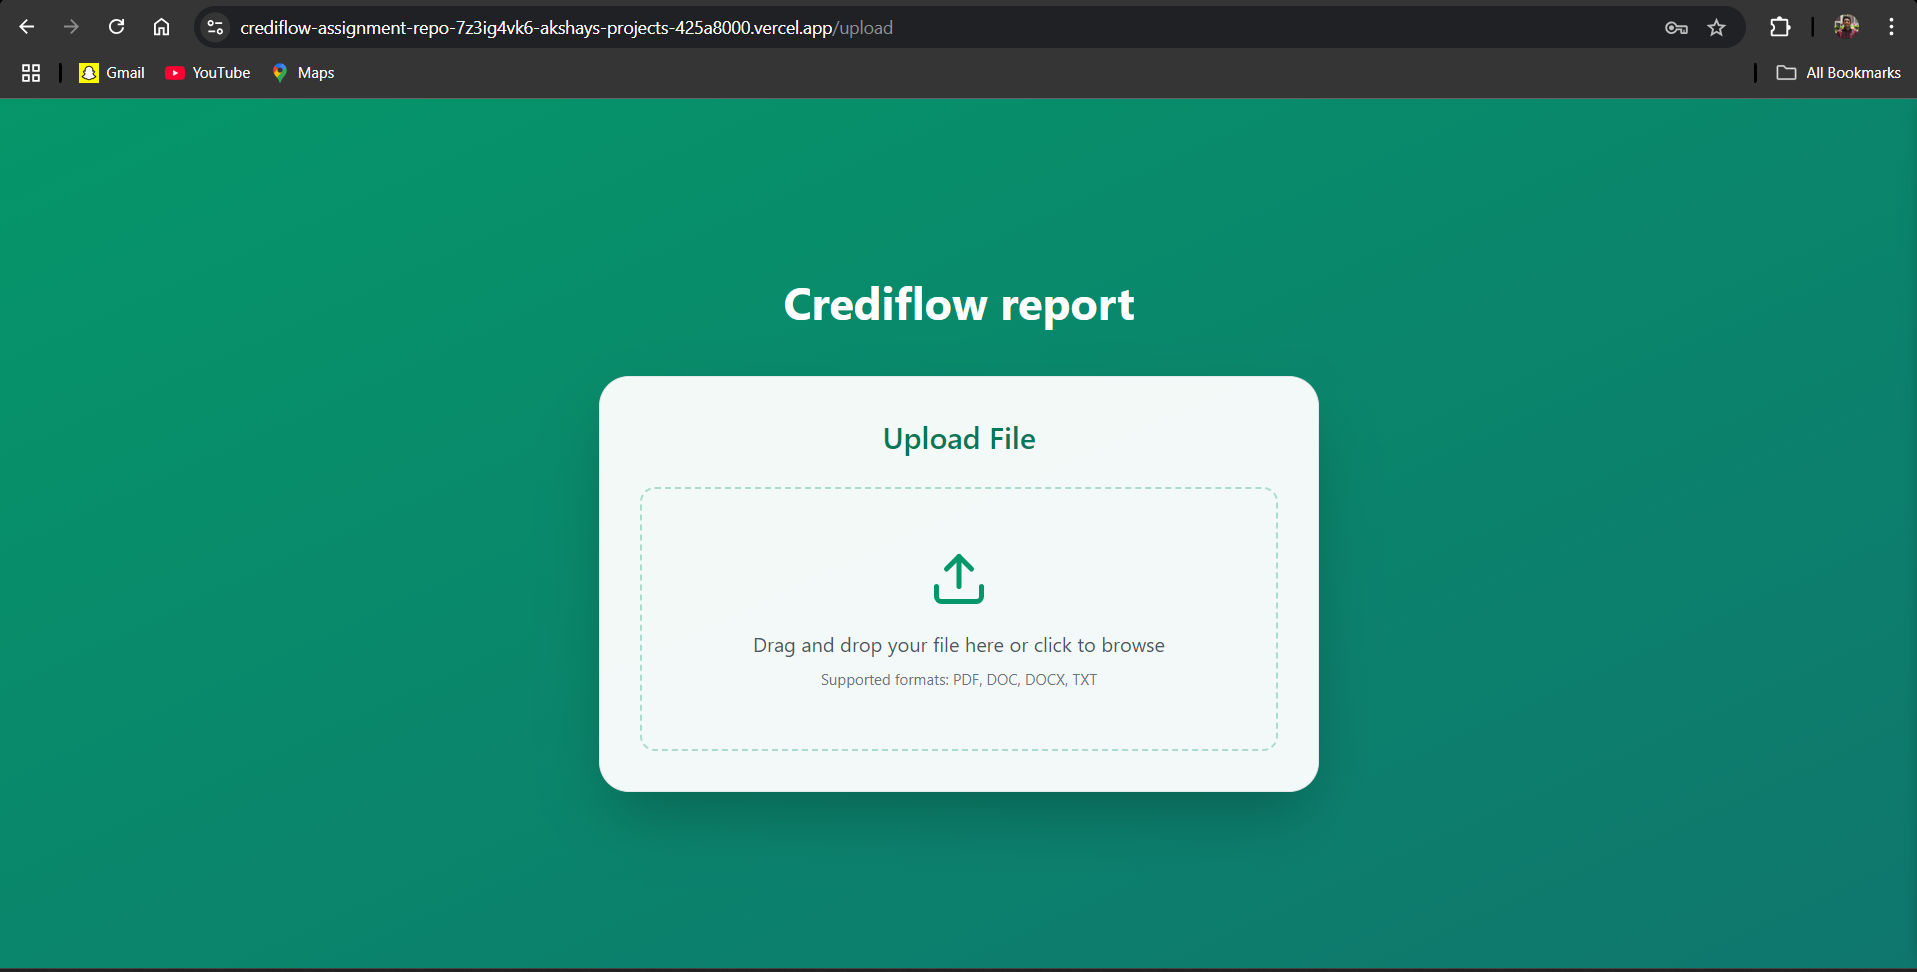 crediflow-assignment-repo-7z3ig4vk6-akshays-projects-425a8000.vercel.app/upload
Gmail YouTube Maps All Bookmarks
Crediflow report
Upload File
Drag and drop your file here or click to browse
Supported formats: PDF, DOC, DOCX, TXT